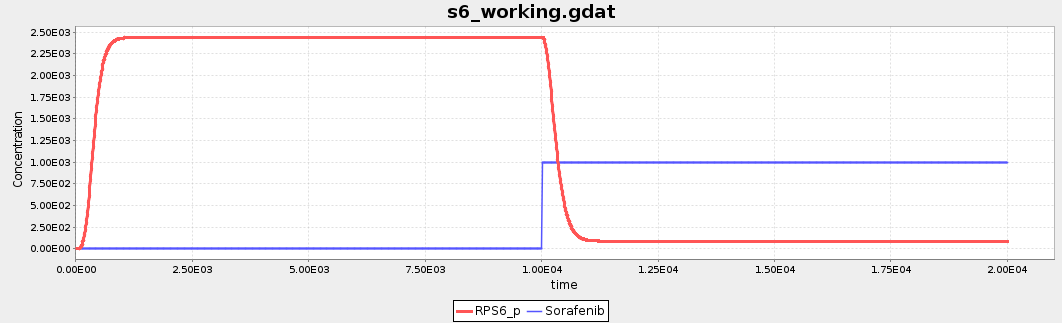 s6_working.gdat
2.50E03
2.25E03
2.00E03
1.75E03
1.50E03
1.25E03
1.00E03
7.50E02
5.00E02
2.50E02
0.00E00
Concentration
0.00E00 2.50E03 5.00E03 7.50E03 1.00E04 1.25E04 1.50E04 1.75E04 2.00E04
time
RPS6_p Sorafenib